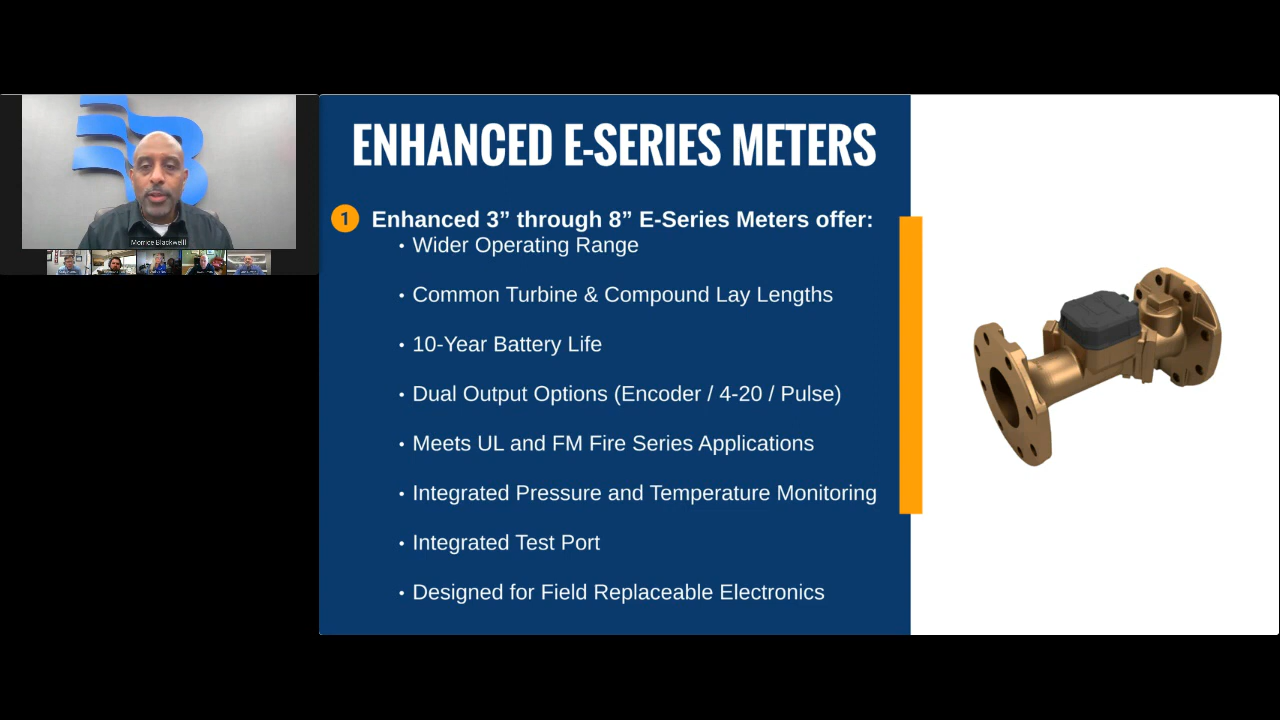 Morrice Blackwell
ENHANCED E-SERIES METERS
1 Enhanced 3” through 8” E-Series Meters offer:
• Wider Operating Range
• Common Turbine & Compound Lay Lengths
• 10-Year Battery Life
• Dual Output Options (Encoder / 4-20 / Pulse)
• Meets UL and FM Fire Series Applications
• Integrated Pressure and Temperature Monitoring
• Integrated Test Port
• Designed for Field Replaceable Electronics